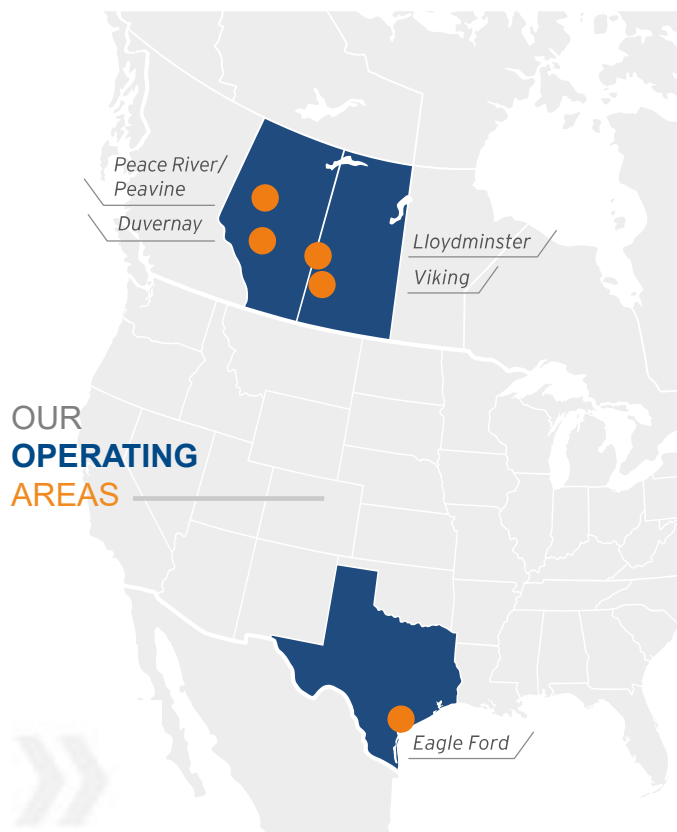 Peace River/
Peavine
Duvernay
Lloydminster
Viking
OUR
OPERATING
AREAS
Eagle Ford